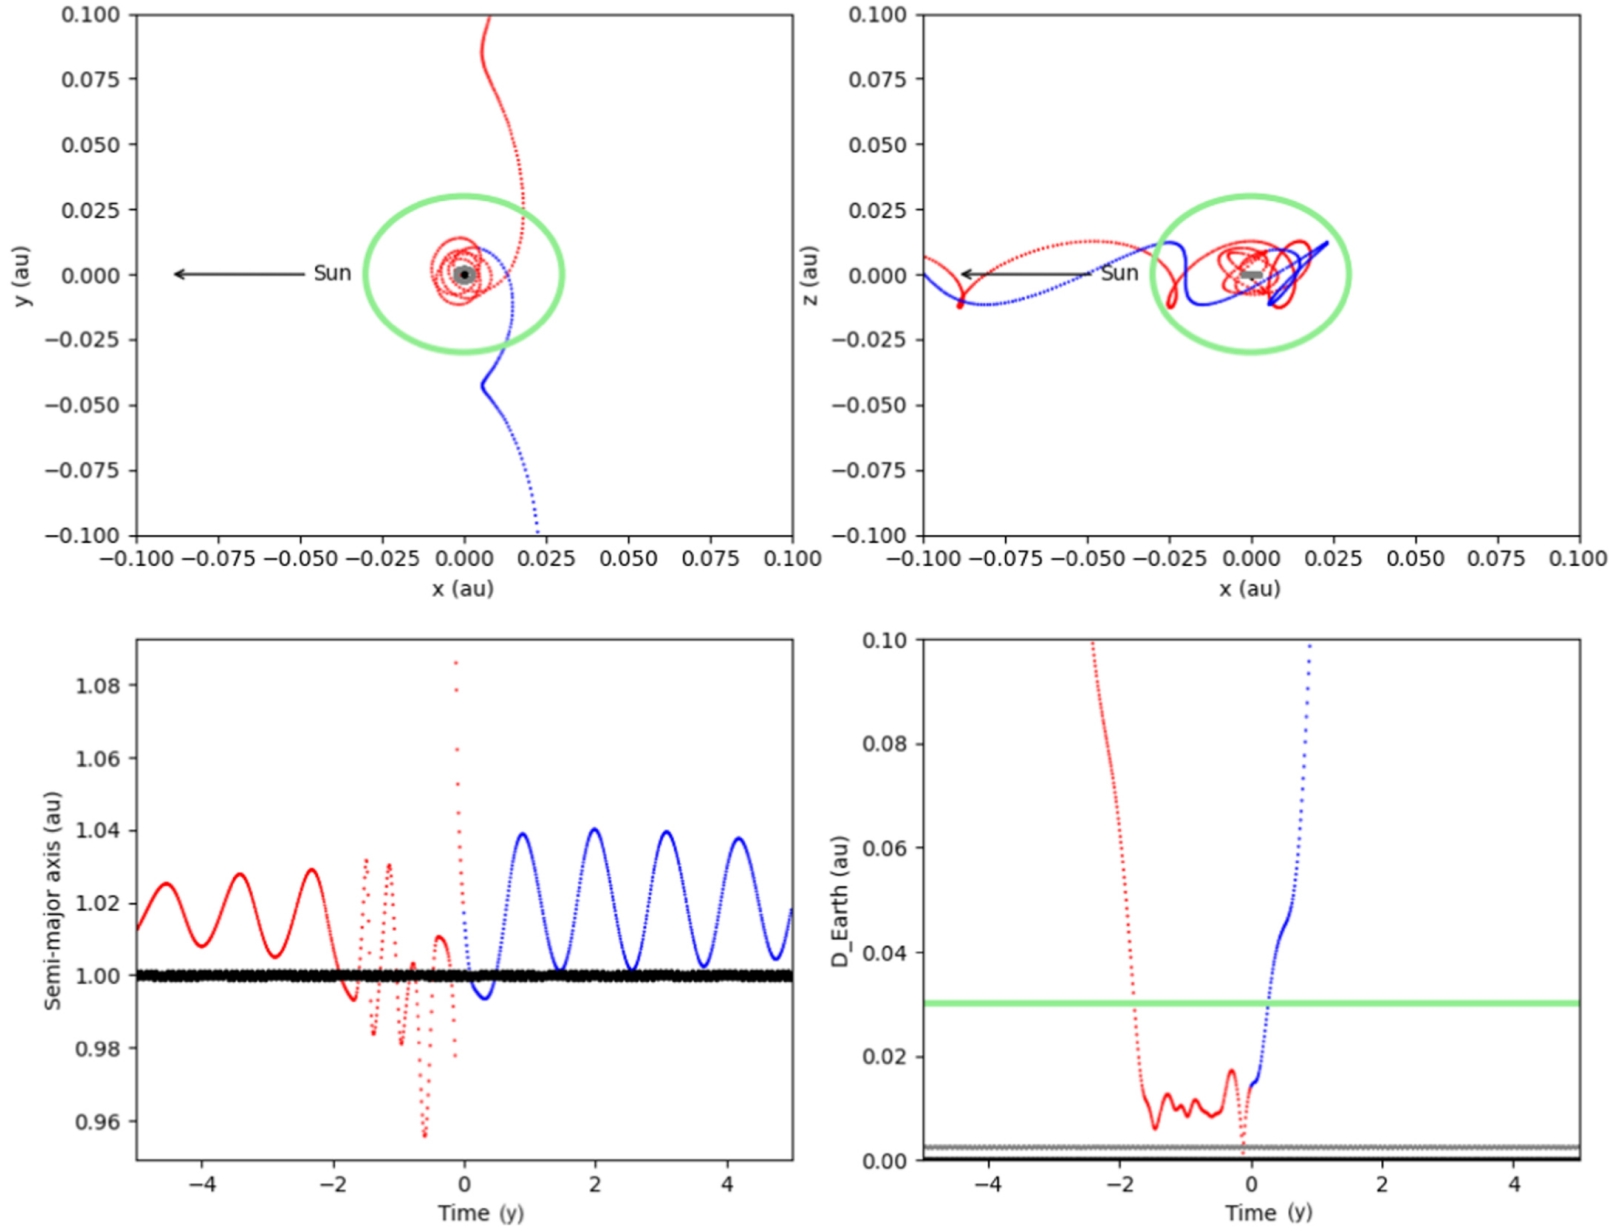 0.100
0.075
0.050
0.025
0.000
−0.025
−0.050
−0.075
−0.100
y (au)
Sun
−0.100 −0.075 −0.050 −0.025 0.000 0.025 0.050 0.075 0.100
x (au)
0.100
0.075
0.050
0.025
0.000
−0.025
−0.050
−0.075
−0.100
z (au)
Sun
−0.100 −0.075 −0.050 −0.025 0.000 0.025 0.050 0.075 0.100
x (au)
1.08
1.06
1.04
1.02
1.00
0.98
0.96
Semi-major axis (au)
−4 −2 0 2 4
Time (y)
0.10
0.08
0.06
0.04
0.02
0.00
D_Earth (au)
−4 −2 0 2 4
Time (y)